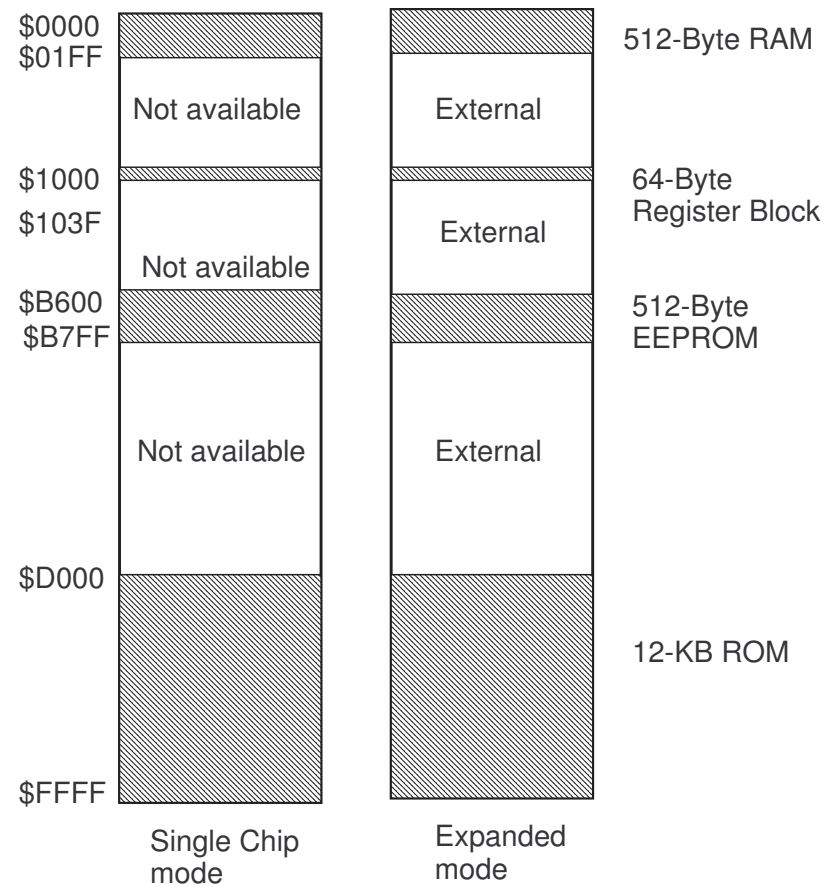 $0000
512-Byte RAM
$01FF
Not available
External
$1000
64-Byte
Register Block
$103F
External
Not available
$B600
512-Byte
EEPROM
$B7FF
Not available
External
$D000
12-KB ROM
$FFFF
Single Chip
mode
Expanded
mode